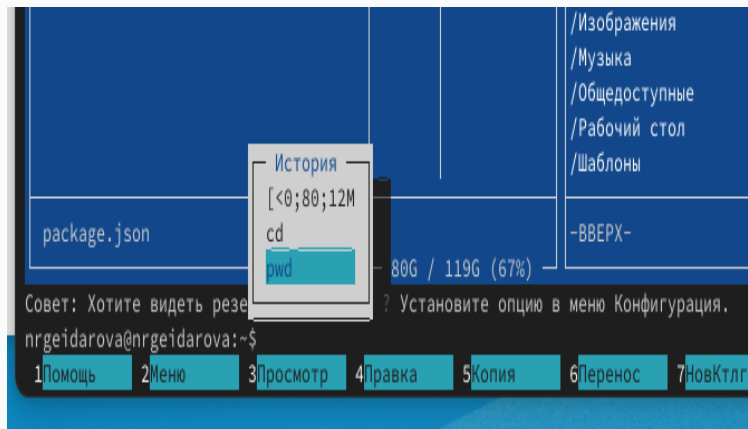 /Изображения
/Музыка
/Общедоступные
/Рабочий стол
/Шаблоны
История
[<0;80;12M
cd
pwd
package.json
-ВВЕРХ-
80G / 119G (67%)
Совет: Хотите видеть резе ? Установите опцию в меню Конфигурация.
nrgeidarova@nrgeidarova:~$
1Помощь 2Меню 3Просмотр 4Правка 5Копия 6Перенос 7НовКтлг